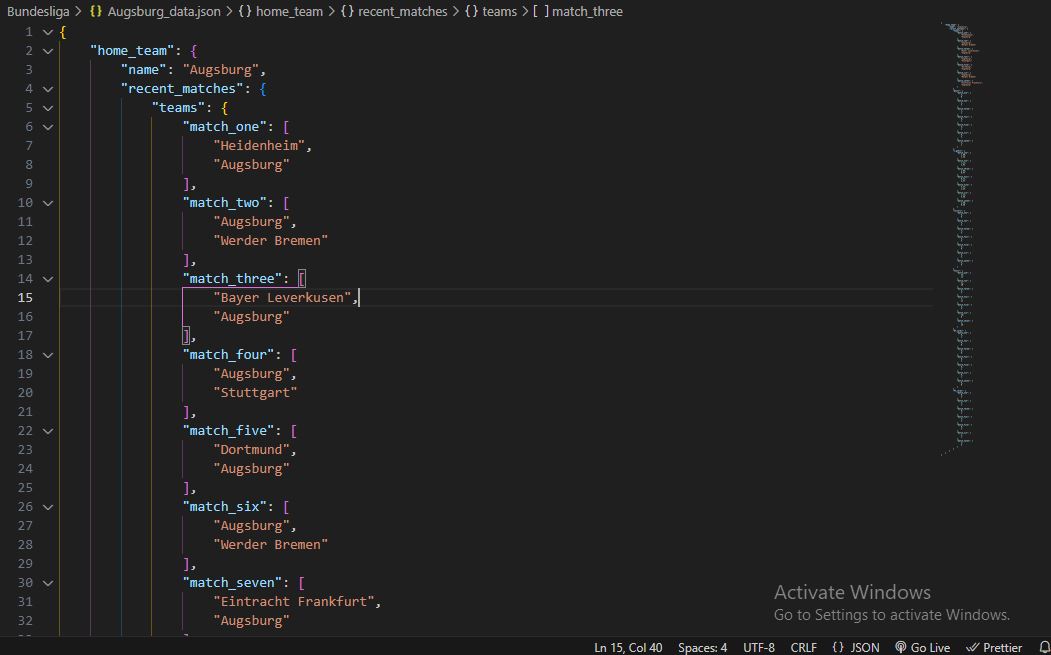 Bundesliga > {} Augsburg_data.json > {} home_team > {} recent_matches > {} teams > [ ] match_three
1 {
2 "home_team": {
3 "name": "Augsburg",
4 "recent_matches": {
5 "teams": {
6 "match_one": [
7 "Heidenheim",
8 "Augsburg"
9 ],
10 "match_two": [
11 "Augsburg",
12 "Werder Bremen"
13 ],
14 "match_three": [
15 "Bayer Leverkusen",
16 "Augsburg"
17 ],
18 "match_four": [
19 "Augsburg",
20 "Stuttgart"
21 ],
22 "match_five": [
23 "Dortmund",
24 "Augsburg"
25 ],
26 "match_six": [
27 "Augsburg",
28 "Werder Bremen"
29 ],
30 "match_seven": [
31 "Eintracht Frankfurt",
32 "Augsburg"
Activate Windows
Go to Settings to activate Windows.
Ln 15, Col 40 Spaces: 4 UTF-8 CRLF {} JSON Go Live Prettier